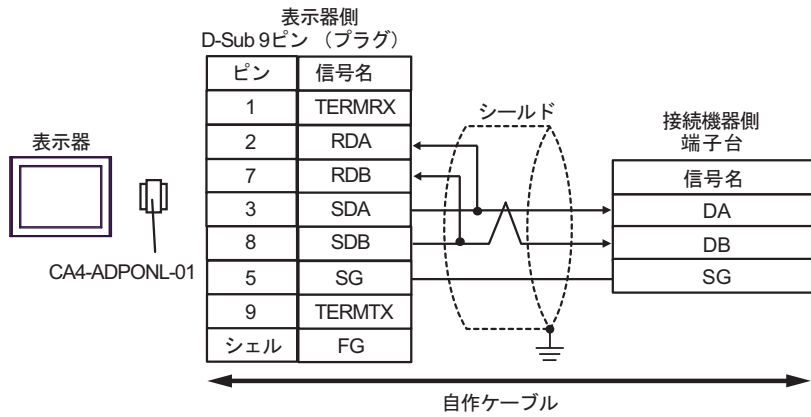 表示器側
D-Sub 9ピン （プラグ）
ピン 信号名
1 TERMRX
2 RDA
7 RDB
3 SDA
8 SDB
5 SG
9 TERMTX
シェル FG
表示器
CA4-ADPONL-01
シールド
接続機器側
端子台
信号名
DA
DB
SG
自作ケーブル